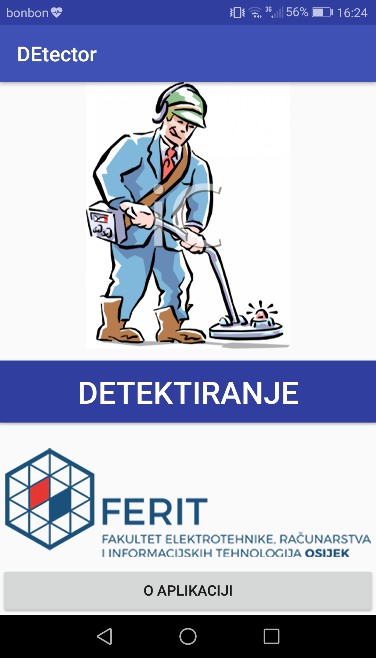 bonbon
56% 16:24
DEtector
DETEKTIRANJE
FERIT
FAKULTET ELEKTROTEHNIKE, RAČUNARSTVA
I INFORMACIJSKIH TEHNOLOGIJA OSIJEK
O APLIKACIJI